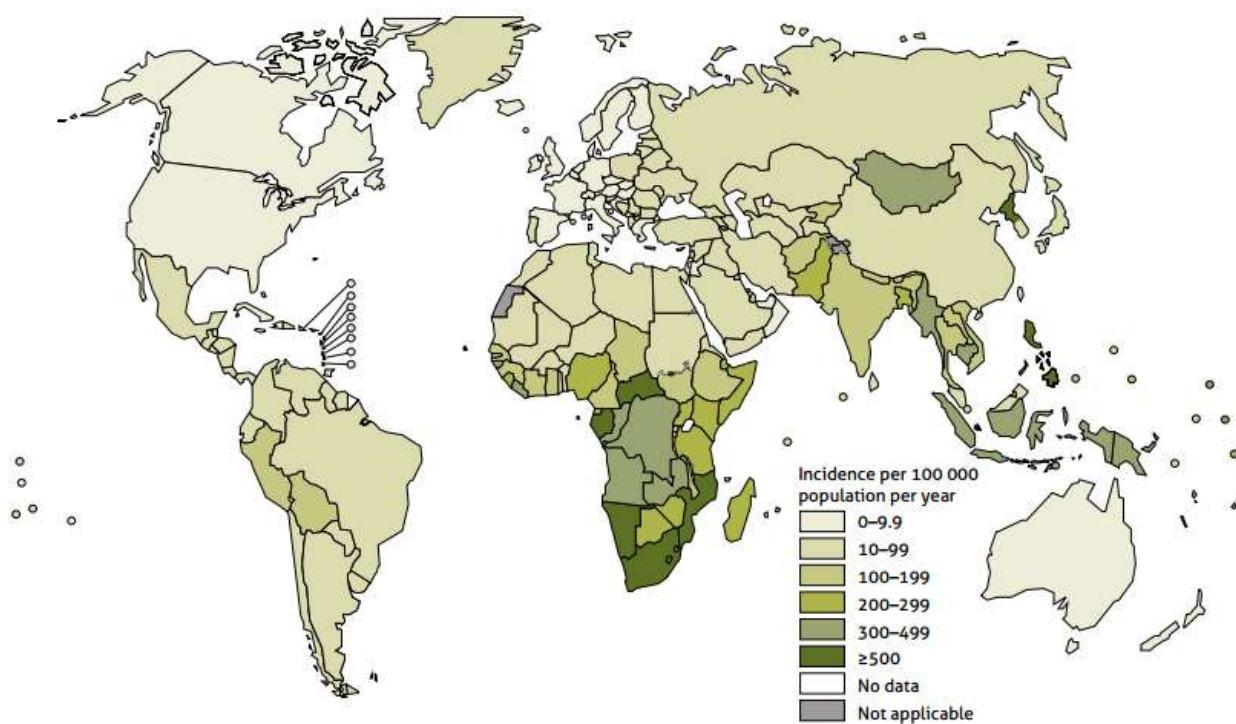 Incidence per 100 000
population per year
0–9.9
10–99
100–199
200–299
300–499
≥500
No data
Not applicable